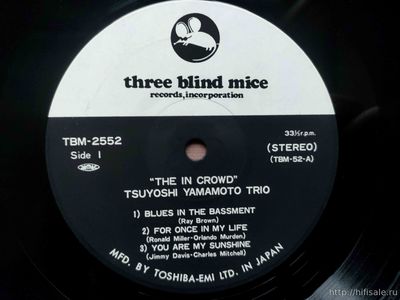 three blind mice
records, incorporation
TBM-2552
Side 1
33⅓r.p.m.
(STEREO)
(TBM-52-A)
"THE IN CROWD"
TSUYOSHI YAMAMOTO TRIO
1) BLUES IN THE BASSMENT
(Ray Brown)
2) FOR ONCE IN MY LIFE
(Ronald Miller-Orlando Murden)
3) YOU ARE MY SUNSHINE
(Jimmy Davis-Charles Mitchell)
MFD. BY TOSHIBA-EMI LTD. IN JAPAN
https://hifisale.ru